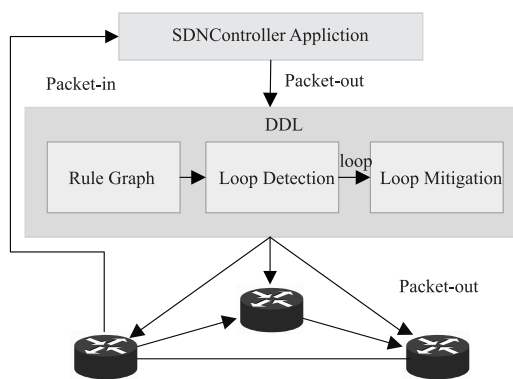 SDNController Appliction
Packet-in
Packet-out
DDL
Rule Graph
Loop Detection
loop
Loop Mitigation
Packet-out